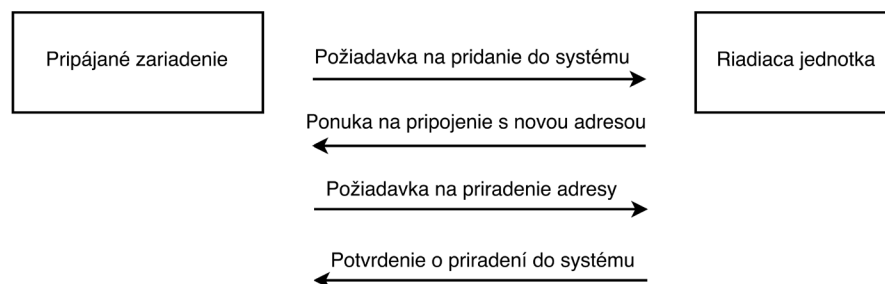 Pripájané zariadenie
Požiadavka na pridanie do systému
Riadiaca jednotka
Ponuka na pripojenie s novou adresou
Požiadavka na priradenie adresy
Potvrdenie o priradení do systému